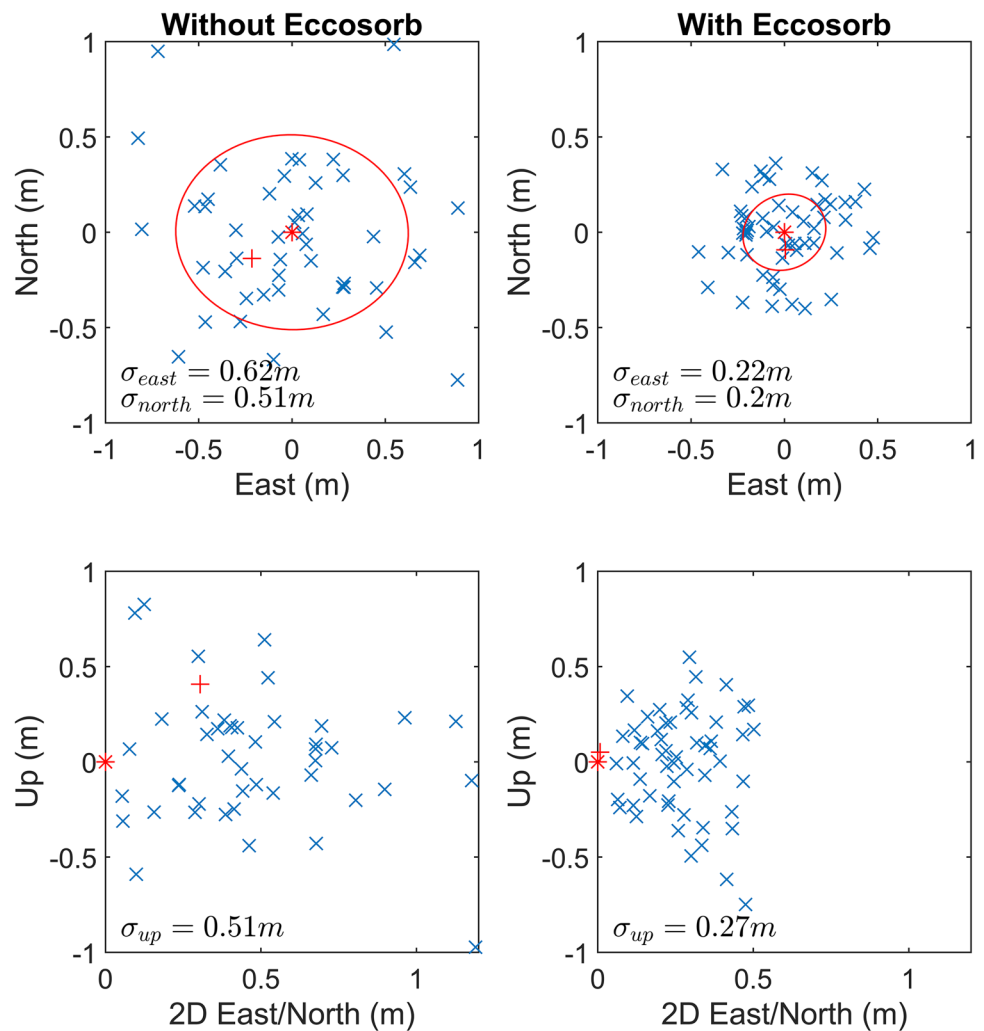 Without Eccosorb
With Eccosorb
1
0.5
0
-0.5
-1
North (m)
σ_east = 0.62m
σ_north = 0.51m
-1 -0.5 0 0.5 1
East (m)
1
0.5
0
-0.5
-1
North (m)
σ_east = 0.22m
σ_north = 0.2m
-1 -0.5 0 0.5 1
East (m)
1
0.5
0
-0.5
-1
Up (m)
σ_up = 0.51m
0 0.5 1
2D East/North (m)
1
0.5
0
-0.5
-1
Up (m)
σ_up = 0.27m
0 0.5 1
2D East/North (m)